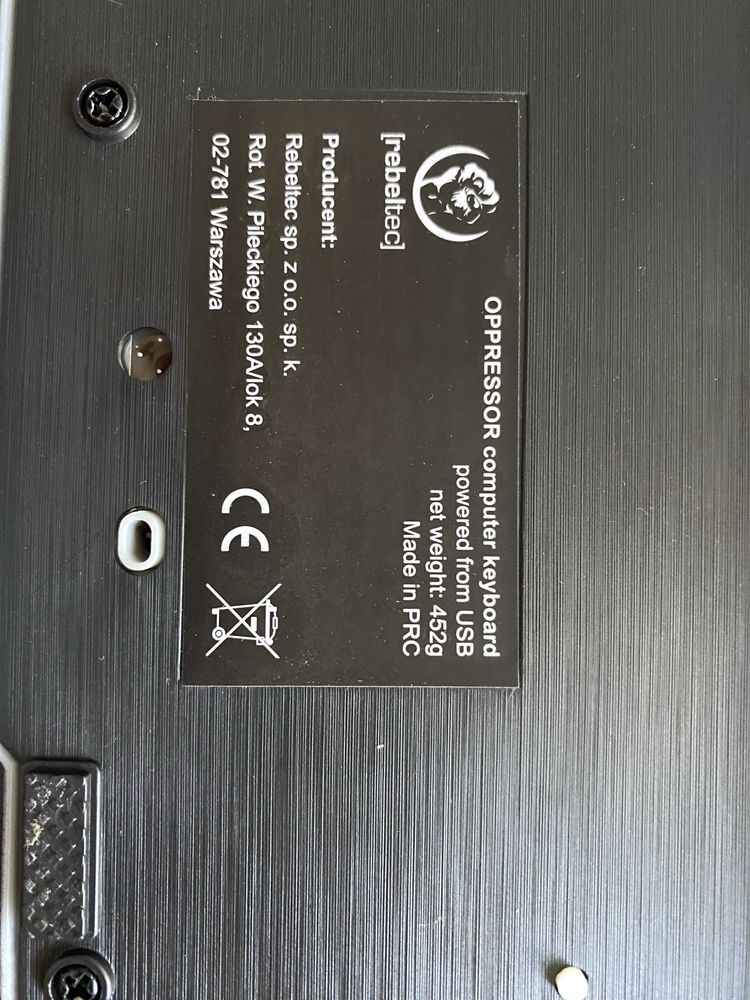 OPPRESSOR computer keyboard
powered from USB
net weight: 452g
Made in PRC
[rebeltec]
Producent:
Rebeltec sp. z o.o. sp. k.
Rot. W. Pileckiego 130A/lok 8,
02-781 Warszawa
CE